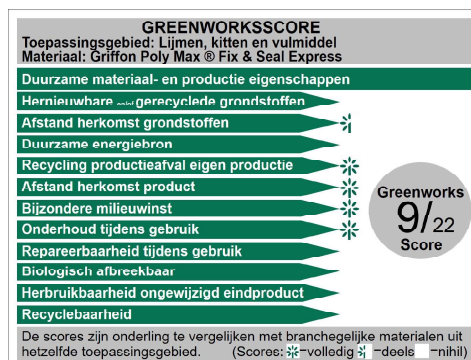 GREENWORKSSCORE
Toepassingsgebied: Lijmen, kitten en vulmiddel
Materiaal: Griffon Poly Max ® Fix & Seal Express
Duurzame materiaal- en productie eigenschappen
Hernieuwbare en/of gerecyclede grondstoffen
Afstand herkomst grondstoffen
Duurzame energiebron
Recycling productieafval eigen productie
Afstand herkomst product
Bijzondere milieuwinst
Onderhoud tijdens gebruik
Repareerbaarheid tijdens gebruik
Biologisch afbreekbaar
Herbruikbaarheid ongewijzigd eindproduct
Recyclebaarheid
Greenworks
9/22
Score
De scores zijn onderling te vergelijken met branchegelijke materialen uit
hetzelfde toepassingsgebied. (Scores: =volledig =deels =nihil)